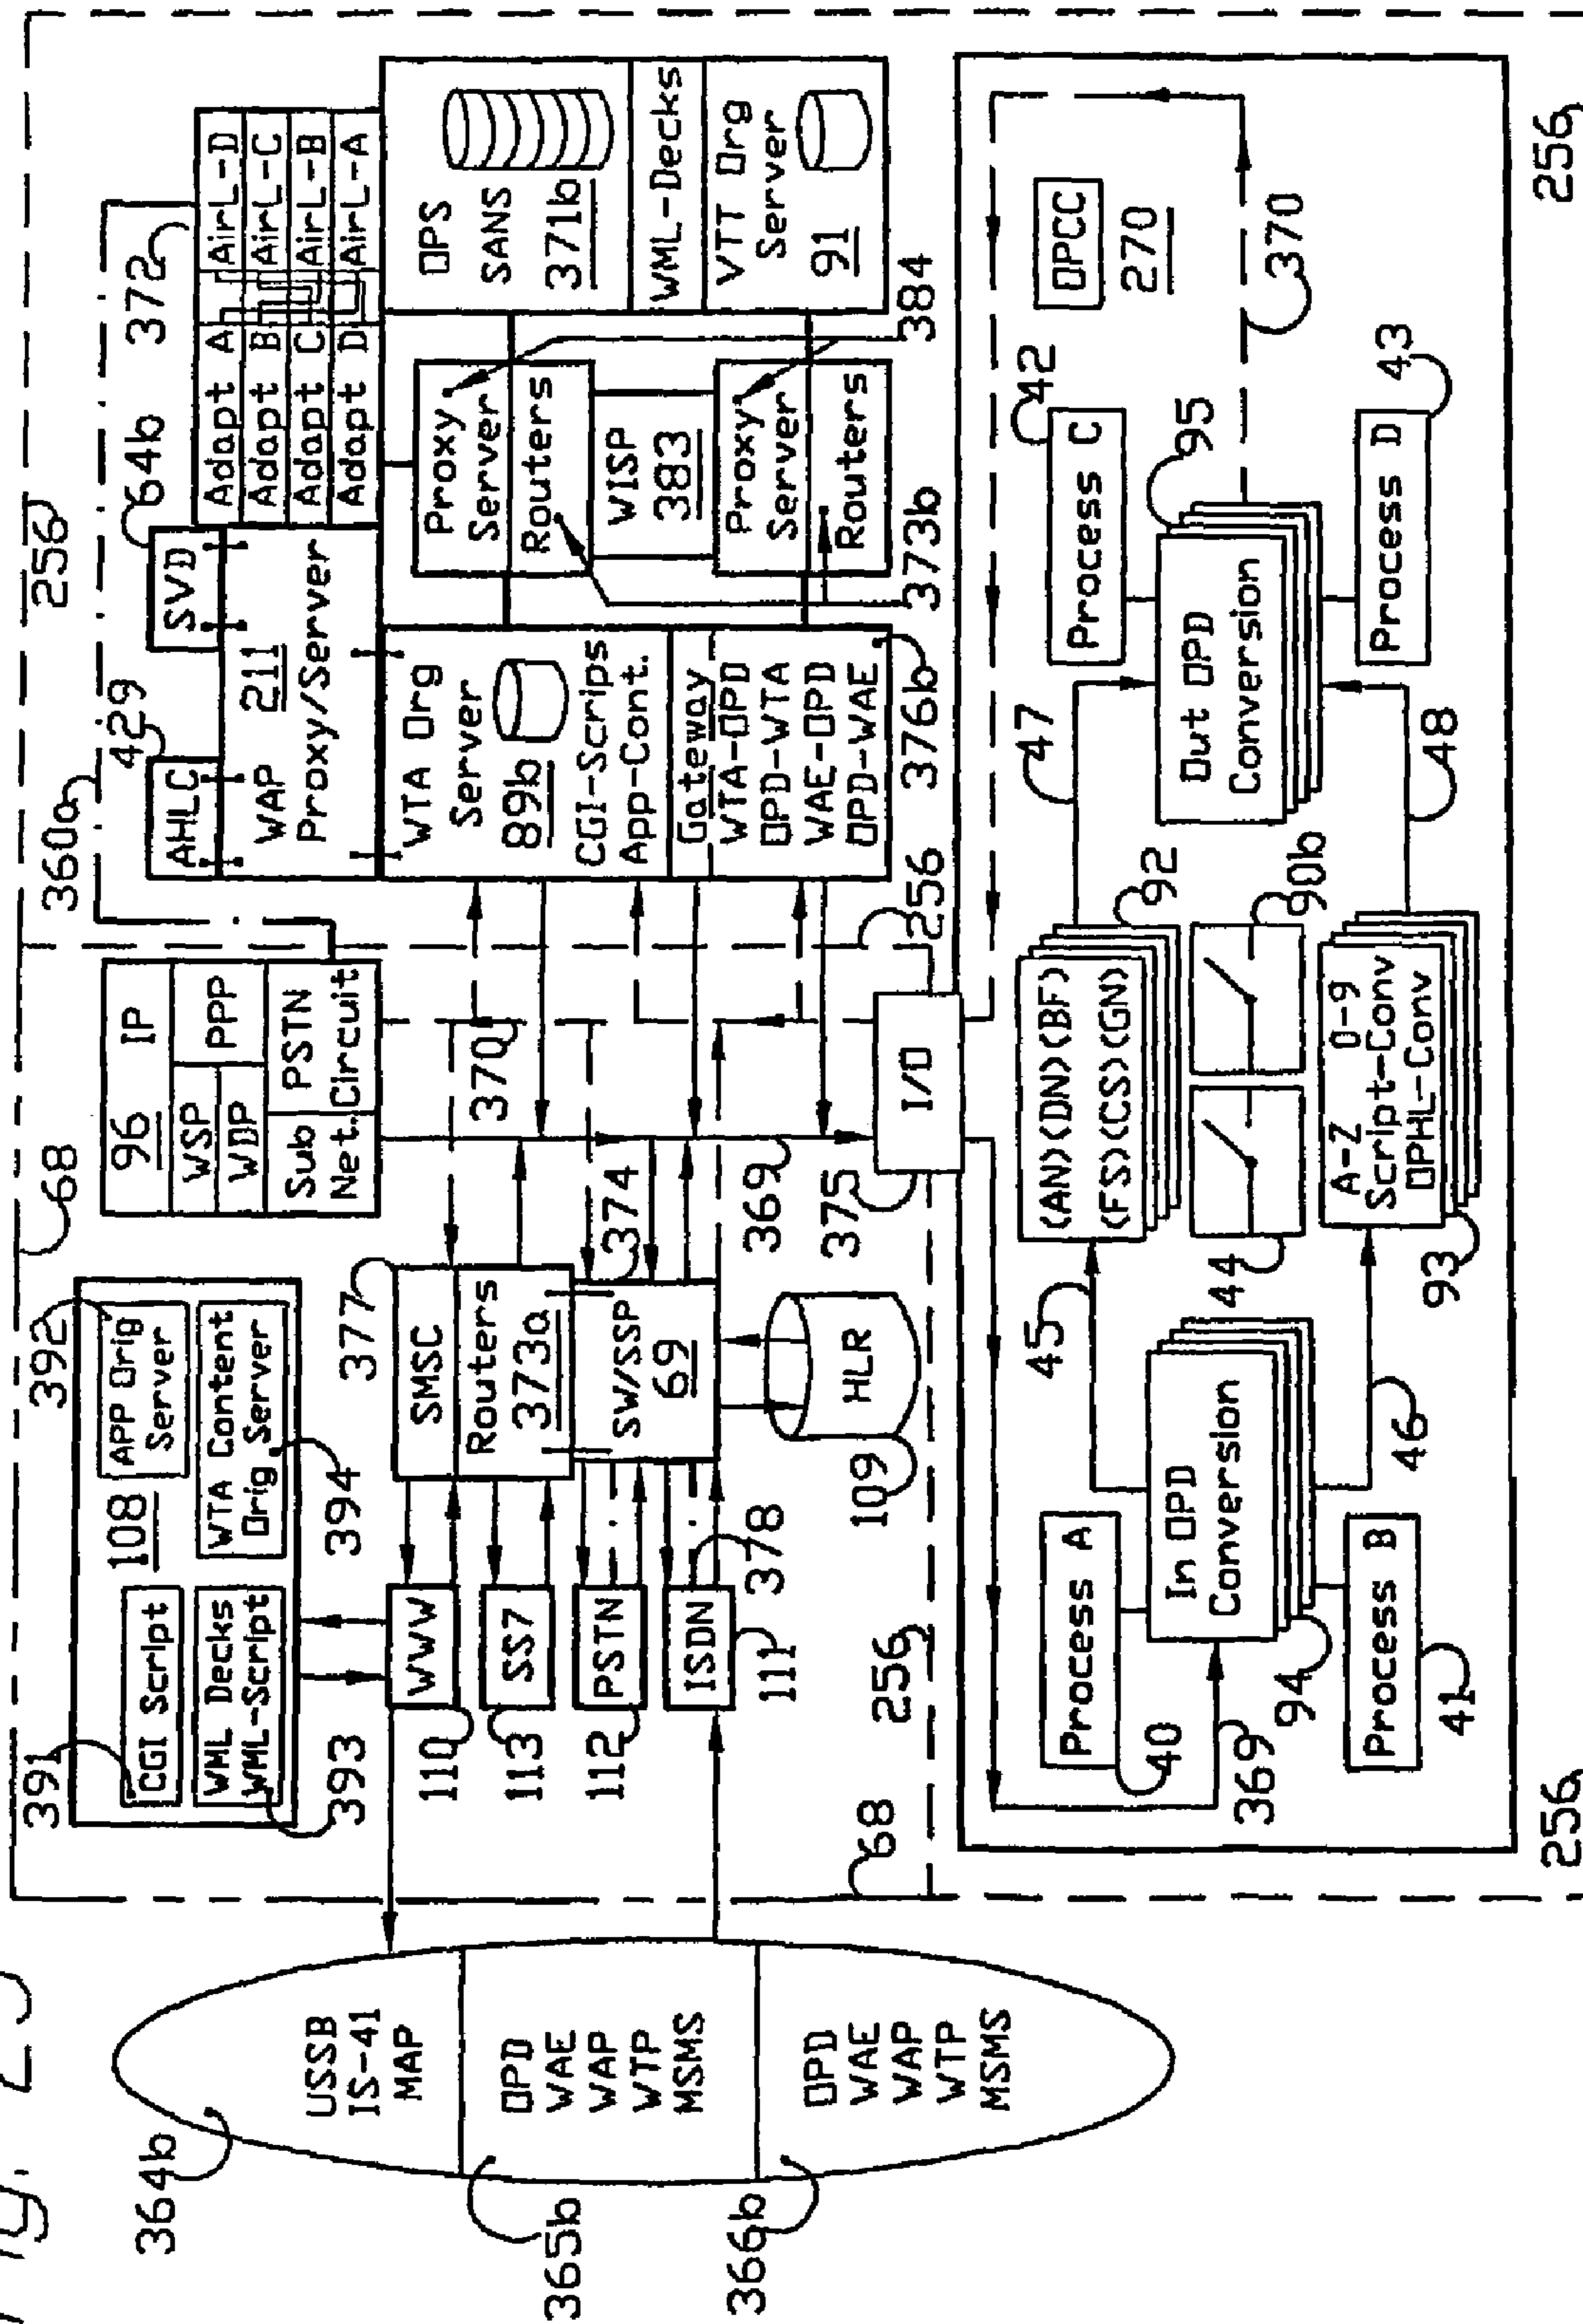 256
68
360a
429
64b
372
392
391
APP Orig
Server
108
CGI Script
WTA Content
Orig Server
WML Decks
WML-Script
393
394
96 IP
WSP
WDP
PPP
Sub
Net.
PSTN
Circuit
AHLC
SVD
WAP
211
Proxy/Server
Adapt A
Adapt B
Adapt C
Adapt D
AirL-D
AirL-C
AirL-B
AirL-A
364b
USSB
IS-41
MAP
365b
OPD
WAE
WAP
WTP
MSMS
366b
OPD
WAE
WAP
WTP
MSMS
377
SMSC
Routers
373a
SW/SSP
69
374
370
369
375
WWW
110
SS7
113
PSTN
112
ISDN
111
378
HLR
109
256
68
WTA Org
Server
89b
CGI-Scrips
App-Cont.
Gateway
WTA-OPD
OPD-WTA
WAE-OPD
OPD-WAE
376b
256
Proxy
Server
Routers
WISP
383
Proxy
Server
Routers
373b
384
OPS
SANS
371b
WML-Decks
VTT Org
Server
91
I/O
Process A
40
In OPD
Conversion
94
369
Process B
41
45
46
(AN)(DN)(BF)
(FS)(CS)(GN)
92
44
90b
A-Z 0-9
Script-Conv
OPHL-Conv
93
47
48
Process C
42
Out OPD
Conversion
95
Process D
43
370
OPCC
270
256
256